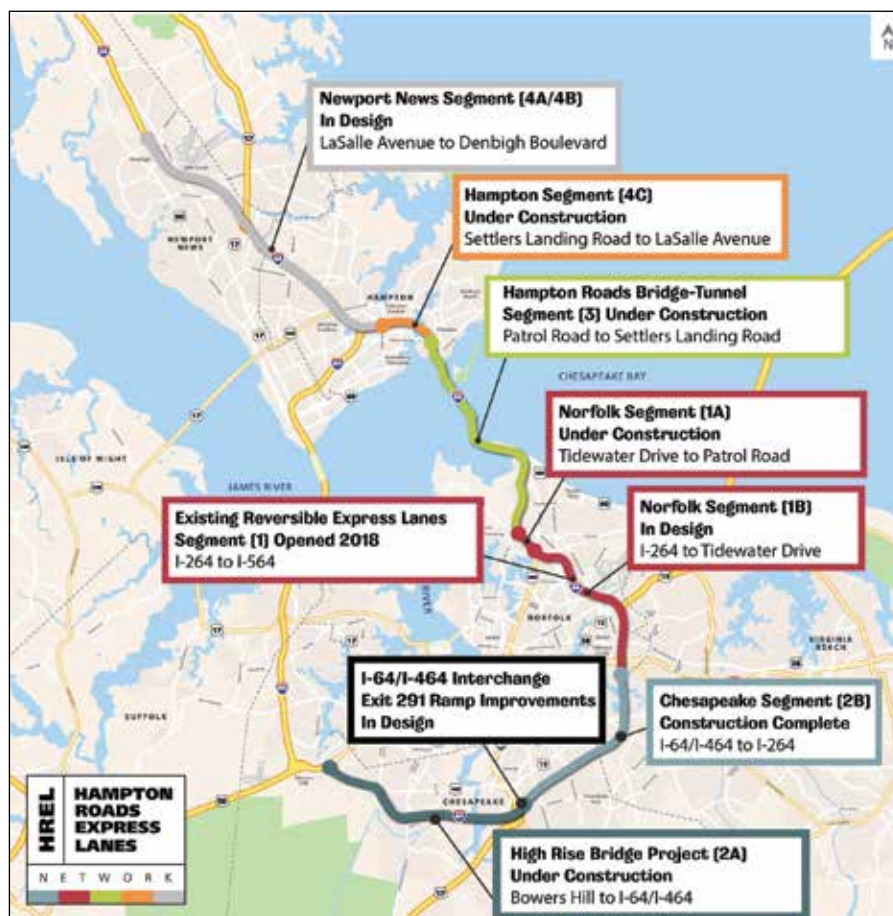 N
Newport News Segment (4A/4B)
In Design
LaSalle Avenue to Denbigh Boulevard
Hampton Segment (4C)
Under Construction
Settlers Landing Road to LaSalle Avenue
NEWPORT
NEWS
HAMPTON
Hampton Roads Bridge-Tunnel
Segment (3) Under Construction
Patrol Road to Settlers Landing Road
CHESAPEAKE BAY
Norfolk Segment (1A)
Under Construction
Tidewater Drive to Patrol Road
ISLE OF WIGHT
JAMES RIVER
Existing Reversible Express Lanes
Segment (1) Opened 2018
I-264 to I-564
Norfolk Segment (1B)
In Design
I-264 to Tidewater Drive
RIVER
NORFOLK
VIRGINIA
BEACH
I-64/I-464 Interchange
Exit 291 Ramp Improvements
In Design
Chesapeake Segment (2B)
Construction Complete
I-64/I-464 to I-264
SUFFOLK
CHESAPEAKE
HREL
HAMPTON
ROADS
EXPRESS
LANES
NETWORK
High Rise Bridge Project (2A)
Under Construction
Bowers Hill to I-64/I-464